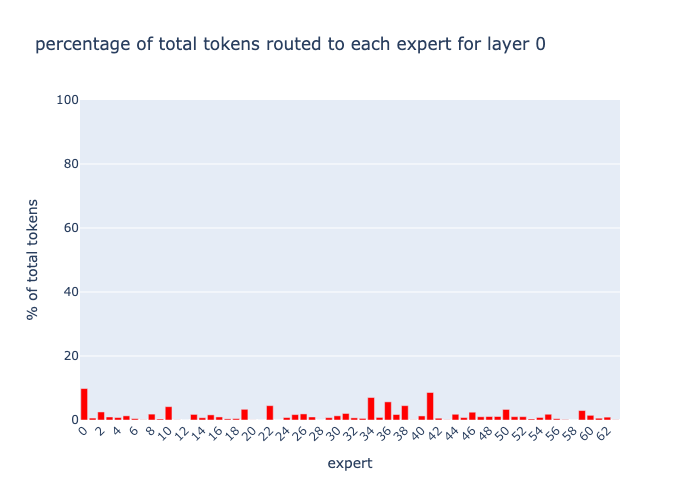 percentage of total tokens routed to each expert for layer 0
100
80
60
40
20
0
% of total tokens
0 2 4 6 8 10 12 14 16 18 20 22 24 26 28 30 32 34 36 38 40 42 44 46 48 50 52 54 56 58 60 62
expert